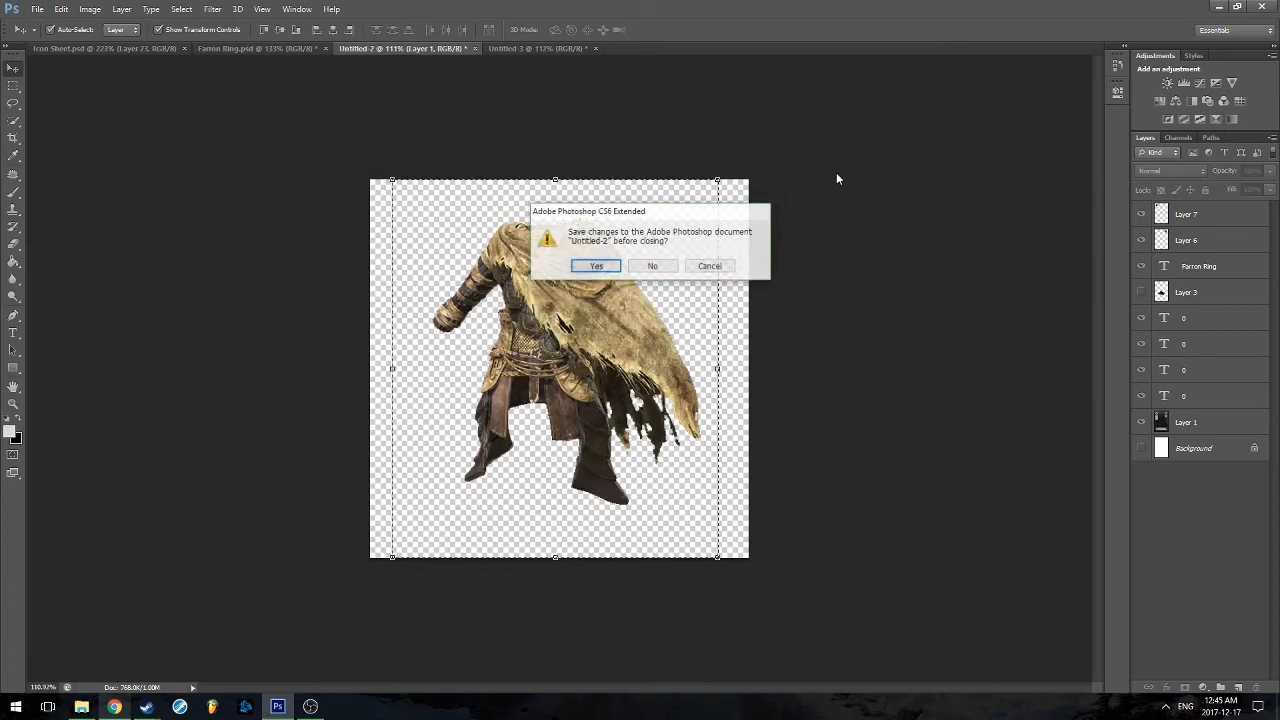 Ps File Edit Image Layer Type Select Filter 3D View Window Help
Auto-Select: Layer Show Transform Controls 3D Mode: Essentials
Icon Sheet.psd @ 223% (Layer 23, RGB/8) × Farron Ring.psd @ 133% (RGB/8) * × Untitled-2 @ 111% (Layer 1, RGB/8) * × Untitled-3 @ 112% (RGB/8) * ×
Adjustments Styles
Add an adjustment
Layers Channels Paths
Kind
Normal Opacity:
Locks: Fill:
Layer 7
Layer 6
T Farron Ring
Layer 3
T 0
T 0
T 0
T 0
Layer 1
Background
Adobe Photoshop CS6 Extended
Save changes to the Adobe Photoshop document
"Untitled-2" before closing?
Yes No Cancel
110.92% Doc: 768.0K/1.00M
Ps ENG 12:45 AM
2017-12-17